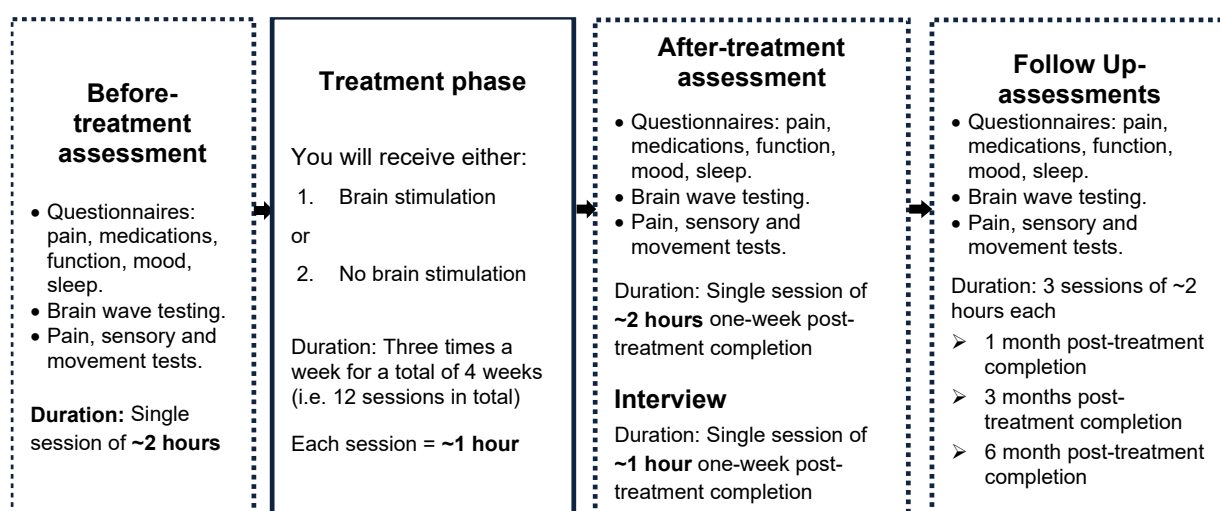 Before-
treatment
assessment
• Questionnaires:
pain, medications,
function, mood,
sleep.
• Brain wave testing.
• Pain, sensory and
movement tests.
Duration: Single
session of ~2 hours
Treatment phase
You will receive either:
1. Brain stimulation
or
2. No brain stimulation
Duration: Three times a
week for a total of 4 weeks
(i.e. 12 sessions in total)
Each session = ~1 hour
After-treatment
assessment
• Questionnaires: pain,
medications, function,
mood, sleep.
• Brain wave testing.
• Pain, sensory and
movement tests.
Duration: Single session of
~2 hours one-week post-
treatment completion
Interview
Duration: Single session of
~1 hour one-week post-
treatment completion
Follow Up-
assessments
• Questionnaires: pain,
medications, function,
mood, sleep.
• Brain wave testing.
• Pain, sensory and
movement tests.
Duration: 3 sessions of ~2
hours each
➢ 1 month post-treatment
completion
➢ 3 months post-
treatment completion
➢ 6 month post-treatment
completion